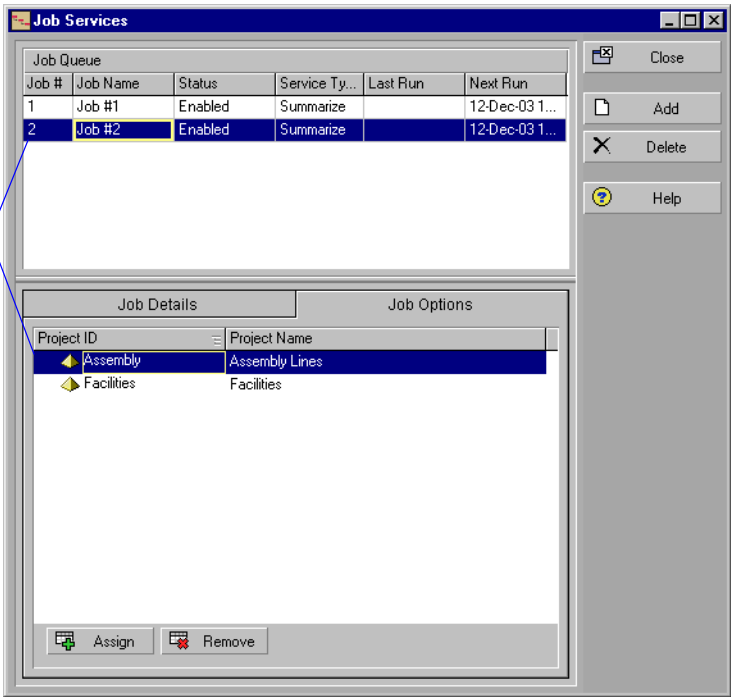 Job Services
Job Queue
Job # Job Name Status Service Ty... Last Run Next Run
1 Job #1 Enabled Summarize 12-Dec-03 1...
2 Job #2 Enabled Summarize 12-Dec-03 1...
Close
Add
Delete
Help
Job Details Job Options
Project ID Project Name
Assembly Assembly Lines
Facilities Facilities
Assign Remove